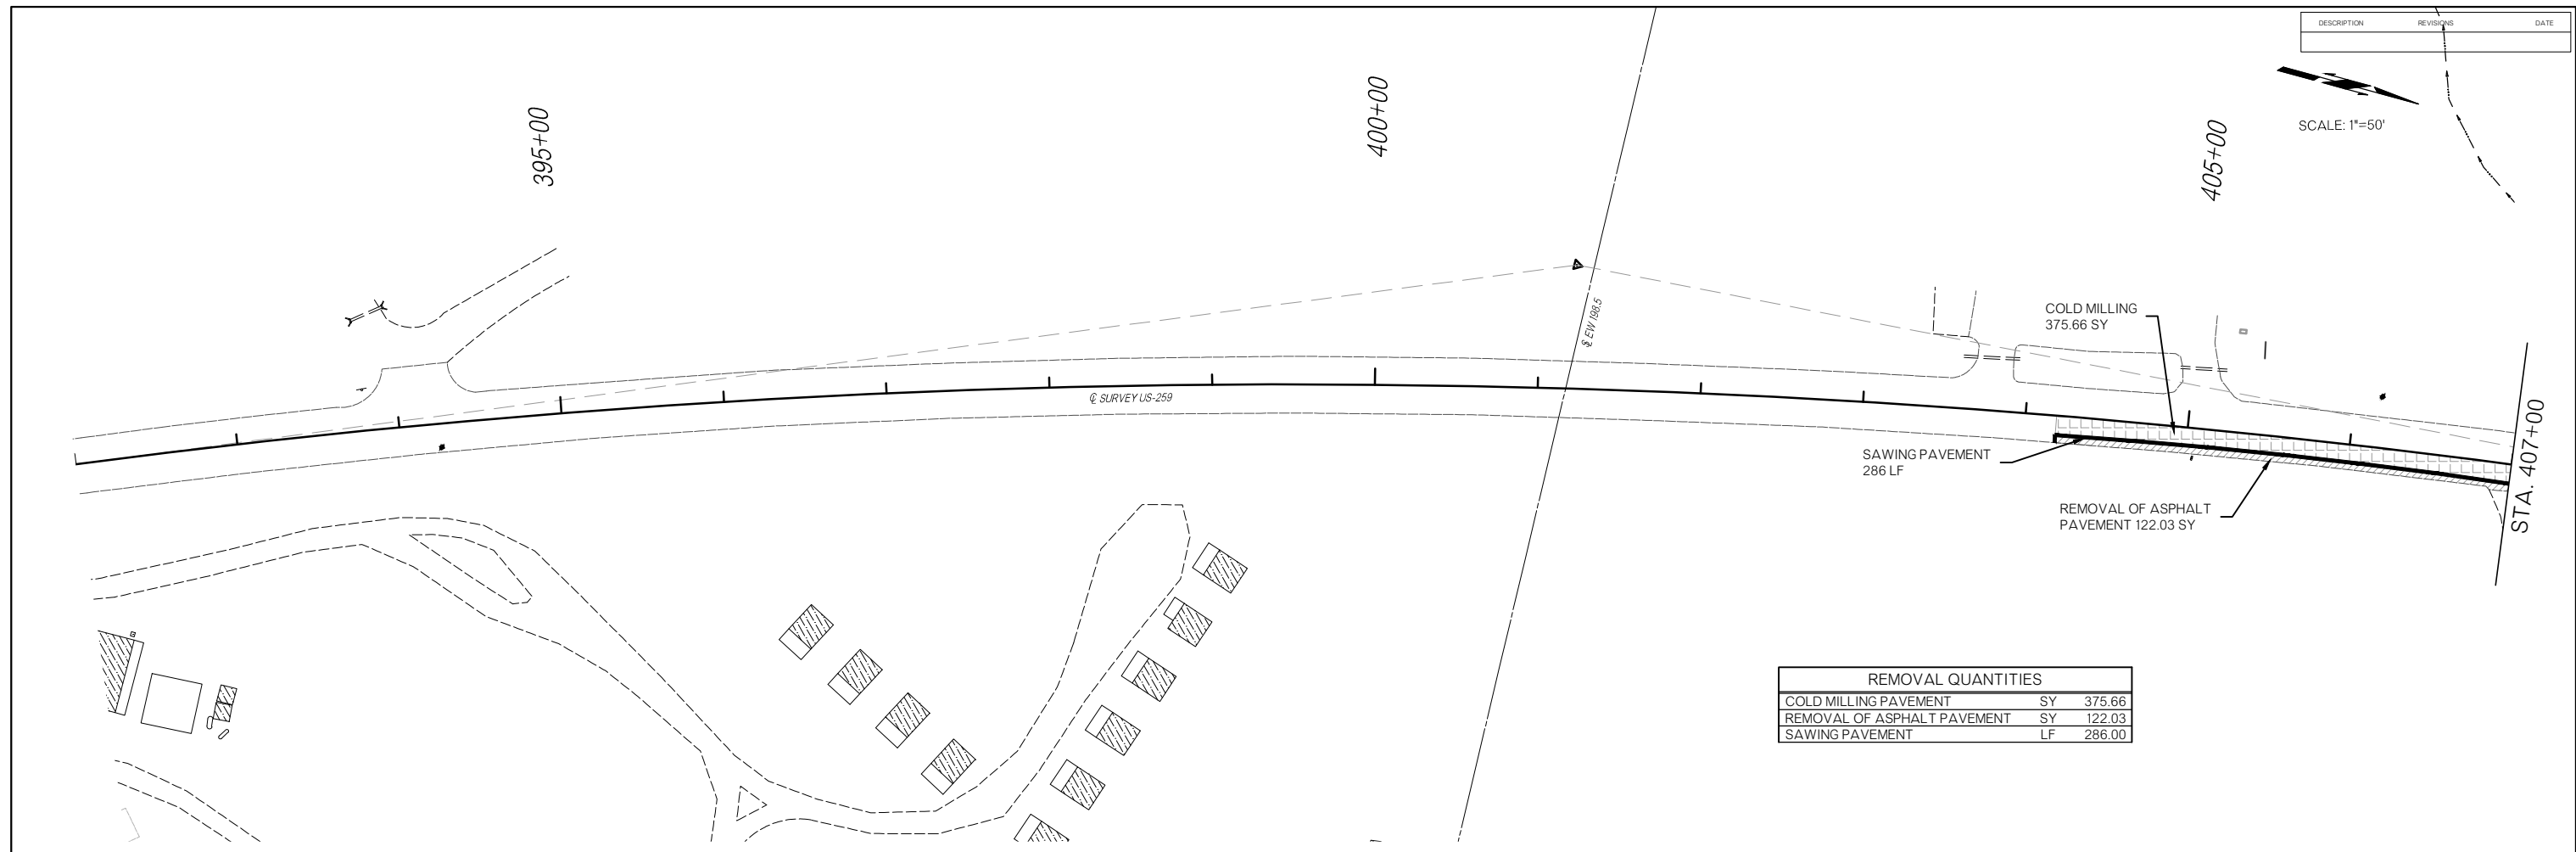 DESCRIPTION REVISIONS DATE
SCALE: 1"=50'
395+00
400+00
405+00
℄ EW 198.5
℄ SURVEY US-259
COLD MILLING
375.66 SY
SAWING PAVEMENT
286 LF
REMOVAL OF ASPHALT
PAVEMENT 122.03 SY
STA. 407+00
REMOVAL QUANTITIES
COLD MILLING PAVEMENT SY 375.66
REMOVAL OF ASPHALT PAVEMENT SY 122.03
SAWING PAVEMENT LF 286.00